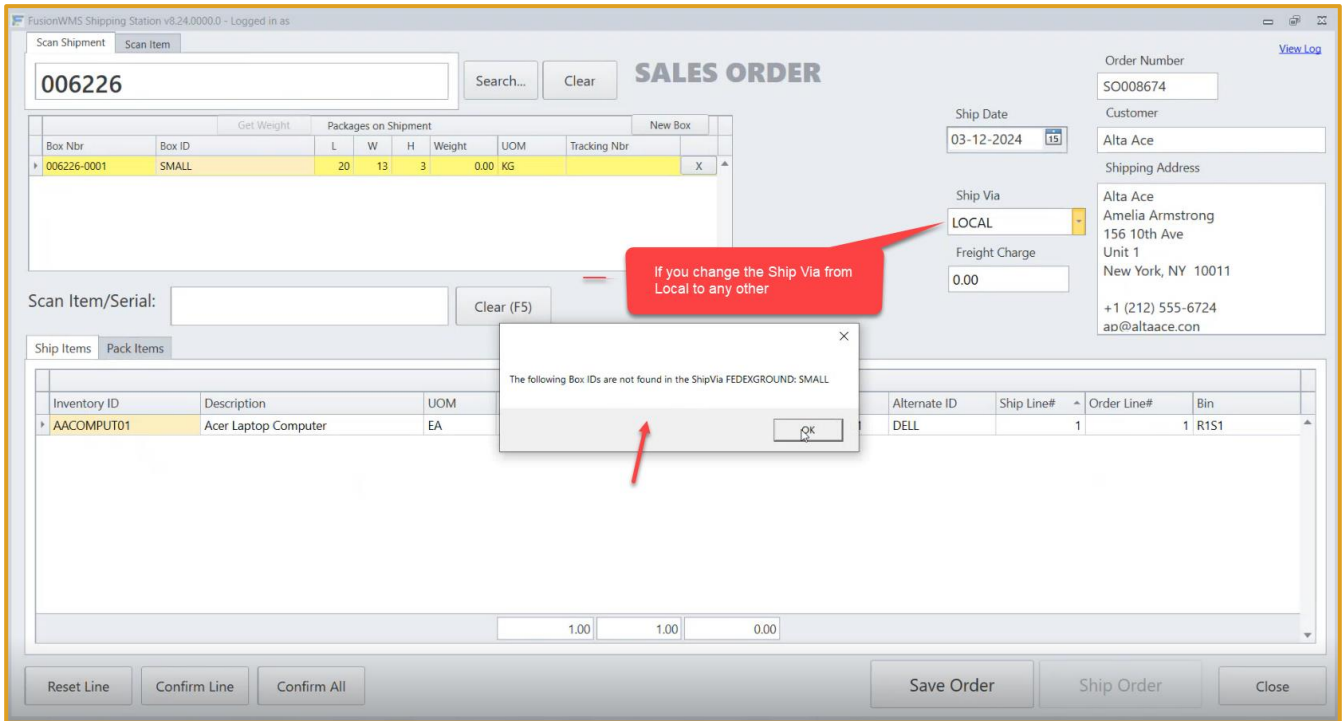 FusionWMS Shipping Station v8.24.0000.0 - Logged in as
Scan Shipment Scan Item
View Log
006226
Search...
Clear
SALES ORDER
Order Number
SO008674
Get Weight Packages on Shipment New Box
Box Nbr Box ID L W H Weight UOM Tracking Nbr
006226-0001 SMALL 20 13 3 0.00 KG X
Ship Date
03-12-2024 15
Customer
Alta Ace
Shipping Address
Alta Ace
Amelia Armstrong
156 10th Ave
Unit 1
New York, NY 10011
+1 (212) 555-6724
ap@altaace.con
Ship Via
LOCAL
Freight Charge
0.00
If you change the Ship Via from
Local to any other
Scan Item/Serial:
Clear (F5)
Ship Items Pack Items
The following Box IDs are not found in the ShipVia FEDEXGROUND: SMALL
OK
Inventory ID Description UOM Alternate ID Ship Line# Order Line# Bin
AACOMPUT01 Acer Laptop Computer EA 1 DELL 1 1 R1S1
1.00 1.00 0.00
Reset Line Confirm Line Confirm All Save Order Ship Order Close